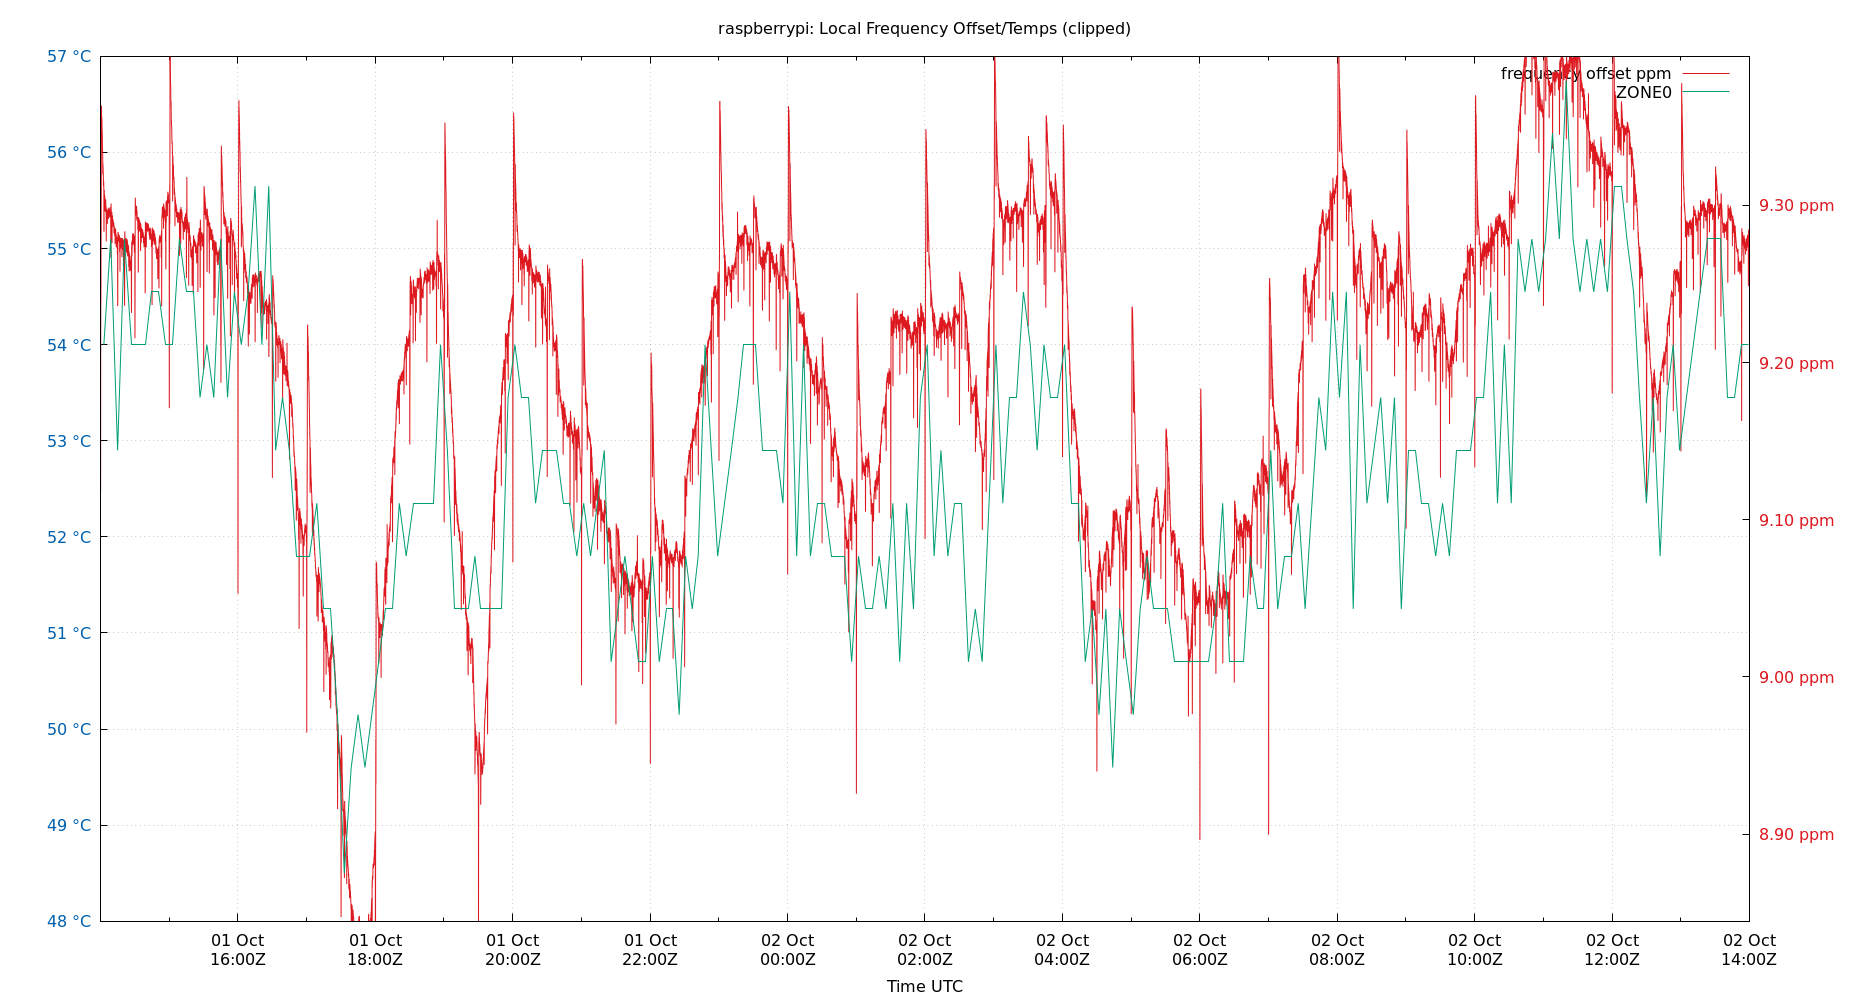 raspberrypi: Local Frequency Offset/Temps (clipped)
57 °C
56 °C
55 °C
54 °C
53 °C
52 °C
51 °C
50 °C
49 °C
48 °C
frequency offset ppm
ZONE0
9.30 ppm
9.20 ppm
9.10 ppm
9.00 ppm
8.90 ppm
01 Oct
16:00Z
01 Oct
18:00Z
01 Oct
20:00Z
01 Oct
22:00Z
02 Oct
00:00Z
02 Oct
02:00Z
02 Oct
04:00Z
02 Oct
06:00Z
02 Oct
08:00Z
02 Oct
10:00Z
02 Oct
12:00Z
02 Oct
14:00Z
Time UTC